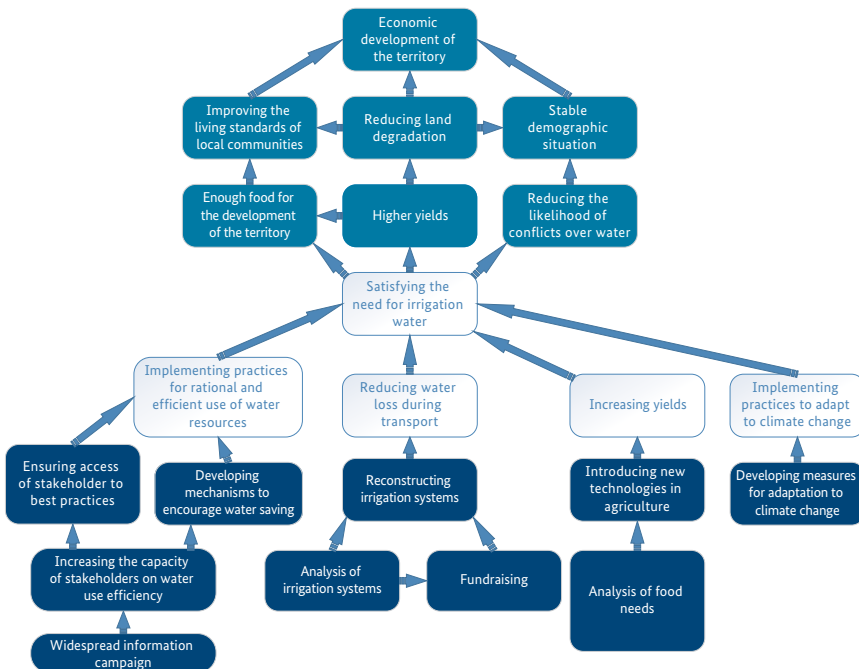 Economic
development of
the territory
Improving the
living standards of
local communities
Reducing land
degradation
Stable
demographic
situation
Enough food for
the development
of the territory
Higher yields
Reducing the
likelihood of
conflicts over water
Satisfying the
need for irrigation
water
Implementing practices
for rational and
efficient use of water
resources
Reducing water
loss during
transport
Increasing yields
Implementing
practices to adapt
to climate change
Ensuring access
of stakeholder to
best practices
Developing
mechanisms to
encourage water saving
Reconstructing
irrigation systems
Introducing new
technologies in
agriculture
Developing measures
for adaptation to
climate change
Increasing the capacity
of stakeholders on water
use efficiency
Analysis of
irrigation systems
Fundraising
Analysis of food
needs
Widespread information
campaign